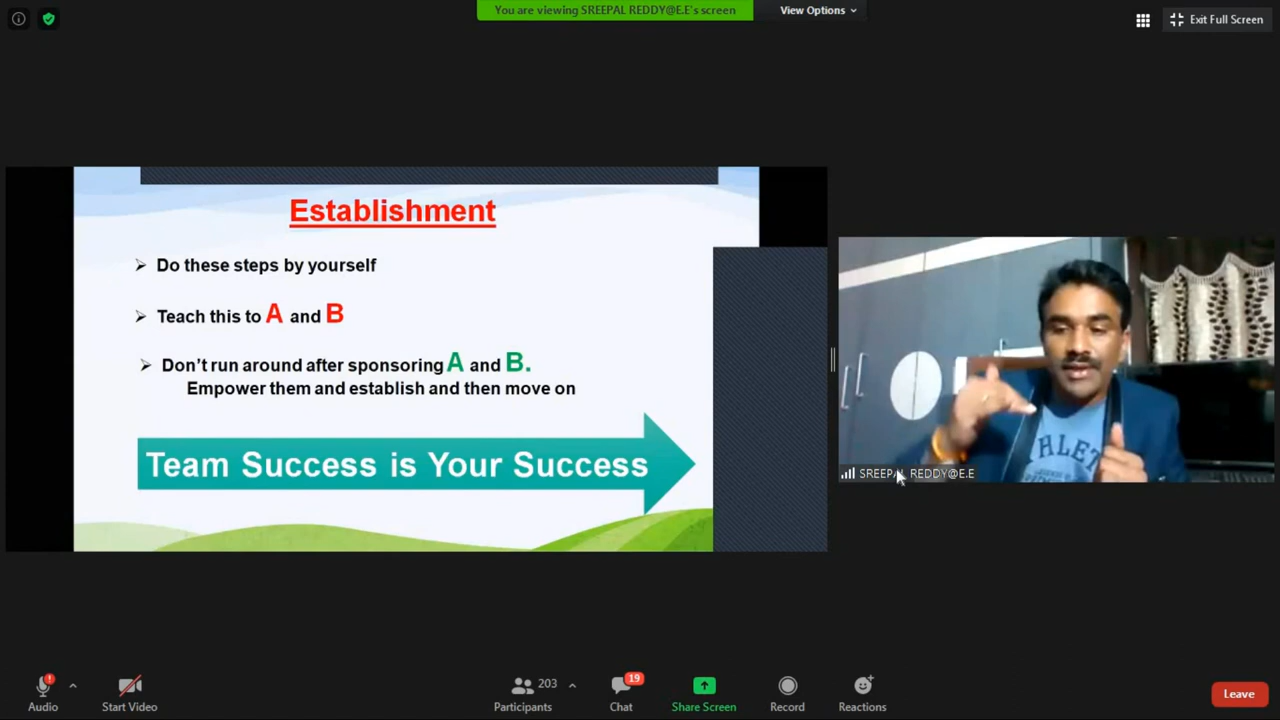 You are viewing SREEPAL REDDY@E.E's screen
View Options
Exit Full Screen
Establishment
Do these steps by yourself
Teach this to A and B
Don't run around after sponsoring A and B.
Empower them and establish and then move on
Team Success is Your Success
SREEPAL REDDY@E.E
Audio
Start Video
203
Participants
19
Chat
Share Screen
Record
Reactions
Leave